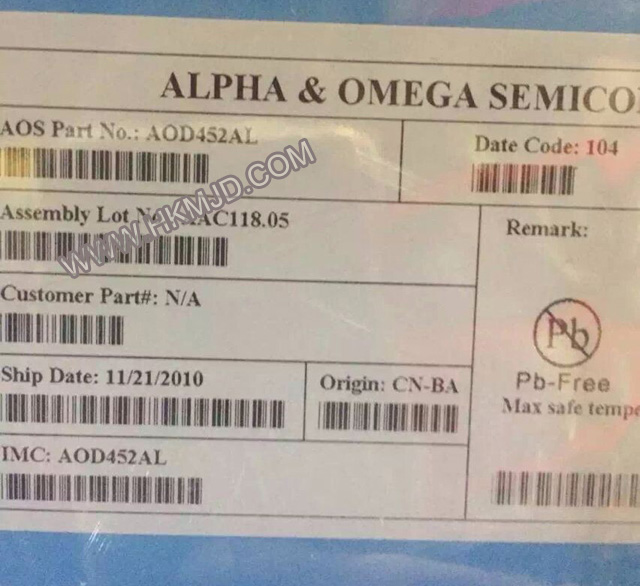 ALPHA & OMEGA SEMICO
AOS Part No.: AOD452AL
Date Code: 104
WWW.HKMJD.COM
Assembly Lot AC118.05
Remark:
Customer Part#: N/A
Pb
Ship Date: 11/21/2010
Origin: CN-BA
Pb-Free
Max safe tempe
IMC: AOD452AL